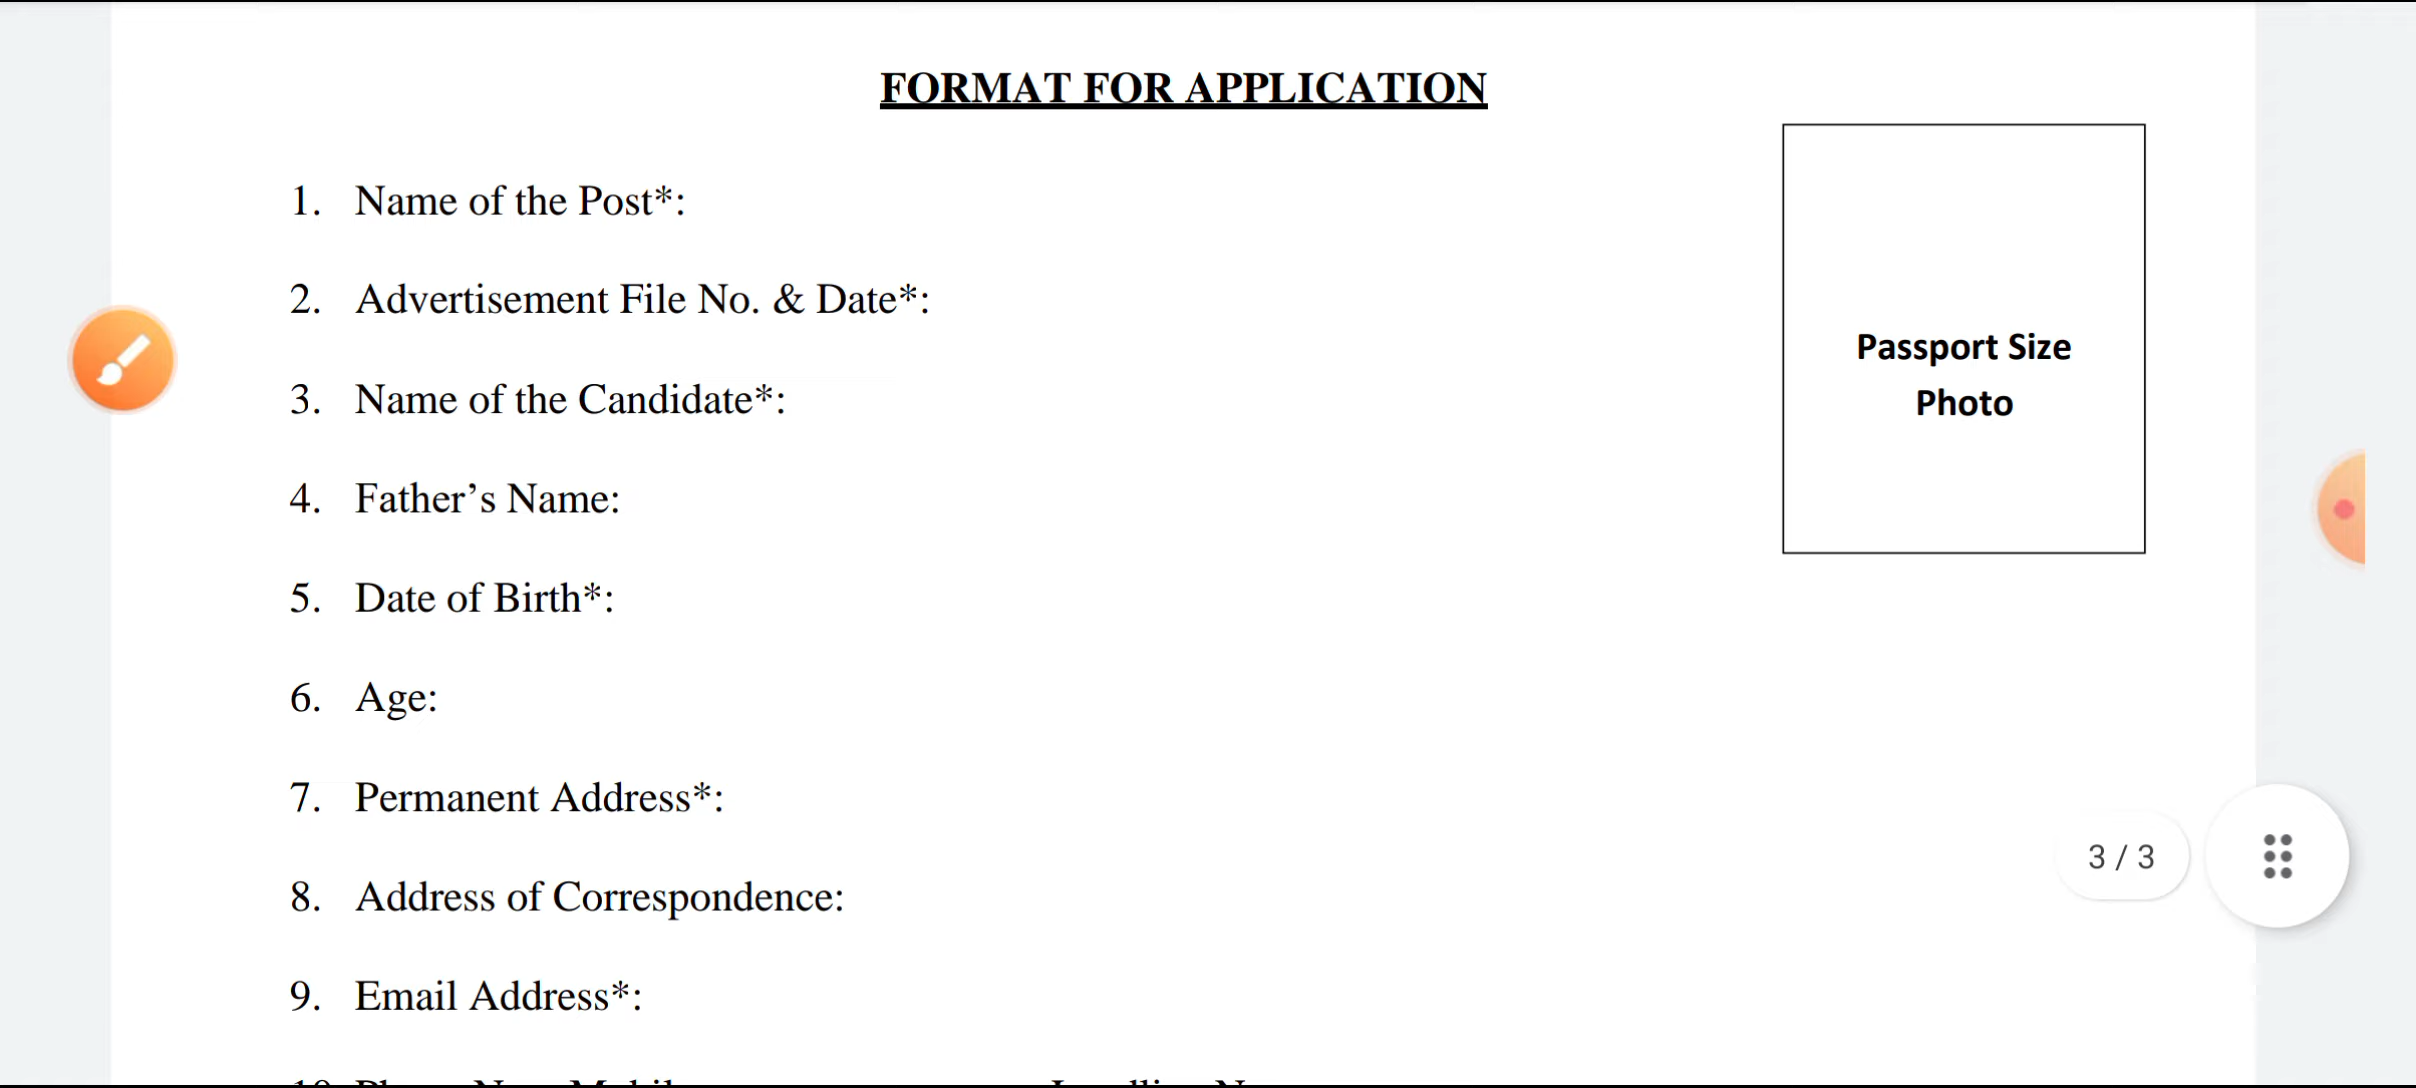 FORMAT FOR APPLICATION
1. Name of the Post*:
2. Advertisement File No. & Date*:
3. Name of the Candidate*:
Passport Size
Photo
4. Father’s Name:
5. Date of Birth*:
6. Age:
7. Permanent Address*:
3 / 3
8. Address of Correspondence:
9. Email Address*: